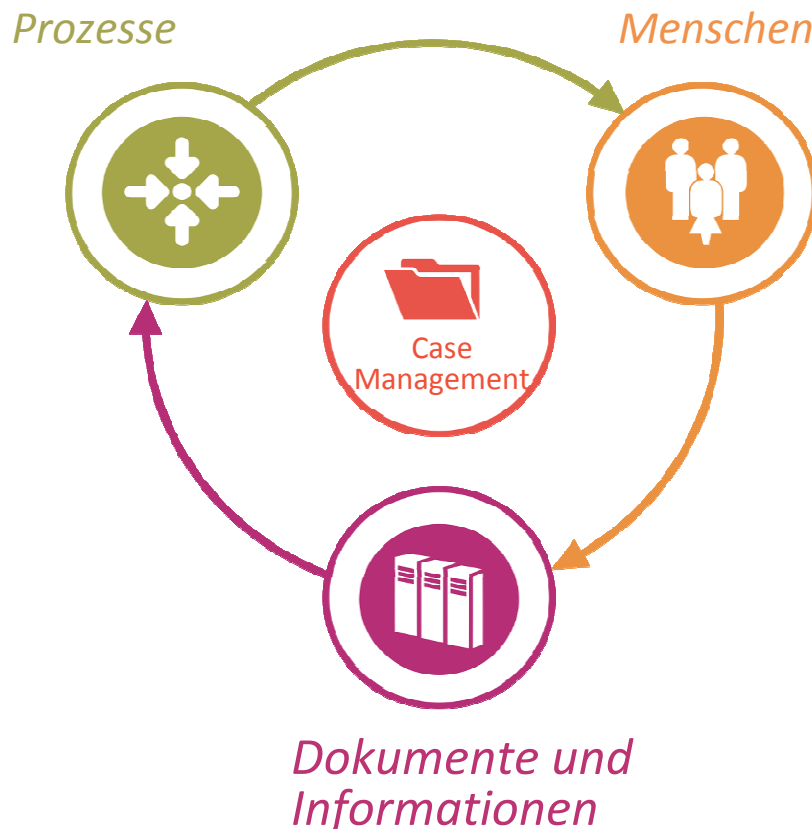 Prozesse
Menschen
Case
Management
Dokumente und
Informationen